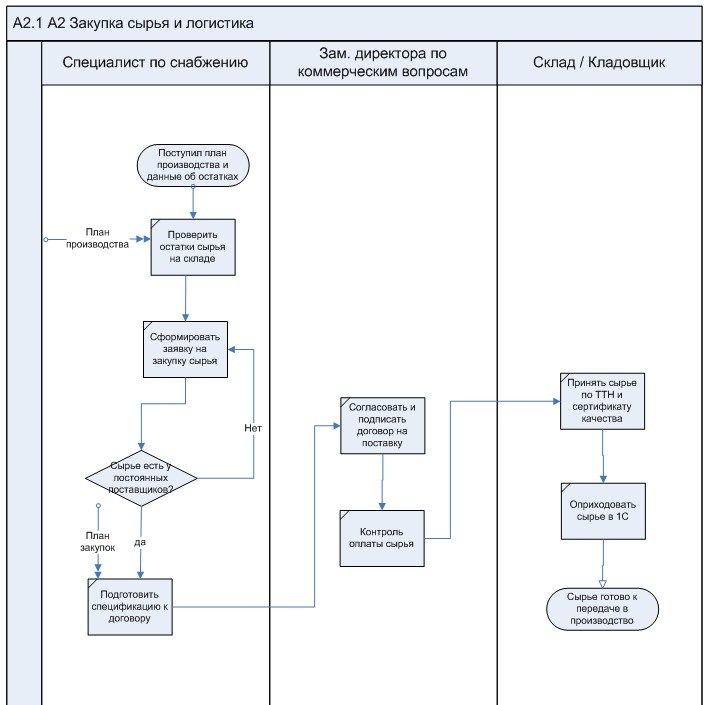 А2.1 А2 Закупка сырья и логистика
Специалист по снабжению
Зам. директора по
коммерческим вопросам
Склад / Кладовщик
Поступил план
производства и
данные об остатках
План
производства
Проверить
остатки сырья
на складе
Сформировать
заявку на
закупку сырья
Нет
Сырье есть у
постоянных
поставщиков?
План
закупок
да
Подготовить
спецификацию к
договору
Согласовать и
подписать
договор на
поставку
Контроль
оплаты сырья
Принять сырье
по ТТН и
сертификату
качества
Оприходовать
сырье в 1С
Сырье готово к
передаче в
производство